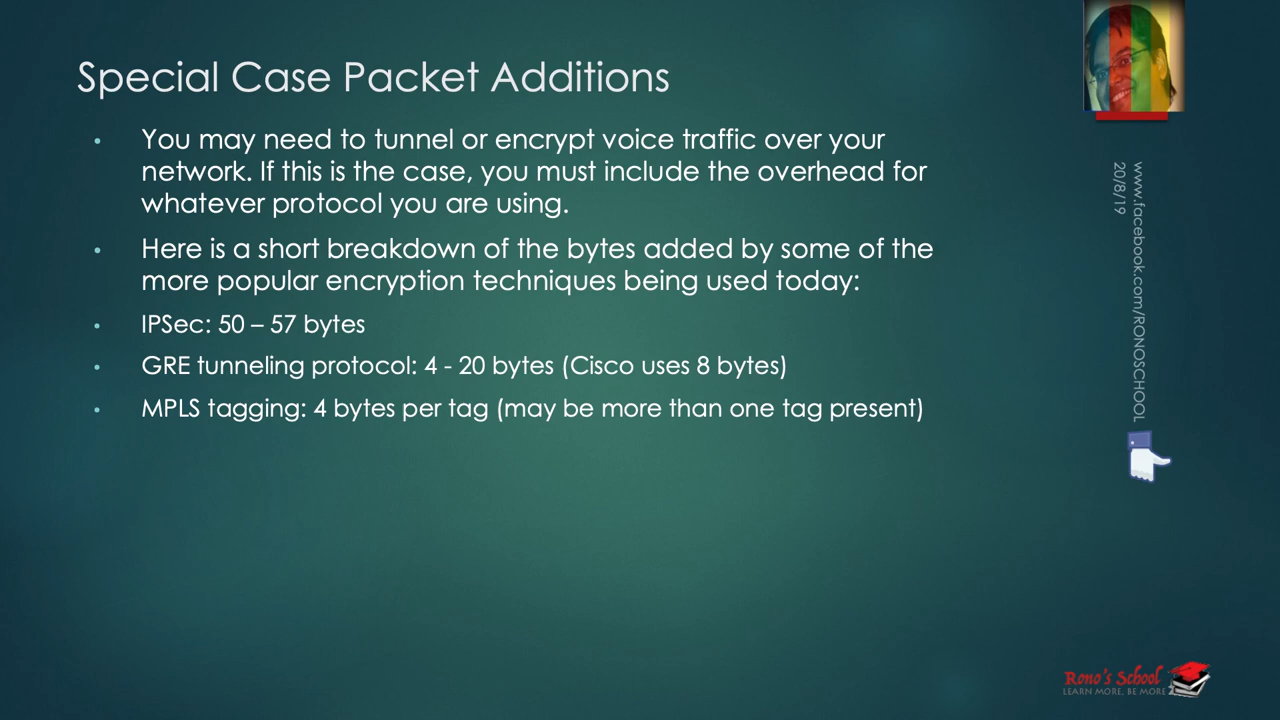 Special Case Packet Additions
• You may need to tunnel or encrypt voice traffic over your
network. If this is the case, you must include the overhead for
whatever protocol you are using.
• Here is a short breakdown of the bytes added by some of the
more popular encryption techniques being used today:
• IPSec: 50 – 57 bytes
• GRE tunneling protocol: 4 - 20 bytes (Cisco uses 8 bytes)
• MPLS tagging: 4 bytes per tag (may be more than one tag present)
www.facebook.com/RONOSCHOOL
20/8/19
Rono's School
LEARN MORE, BE MORE